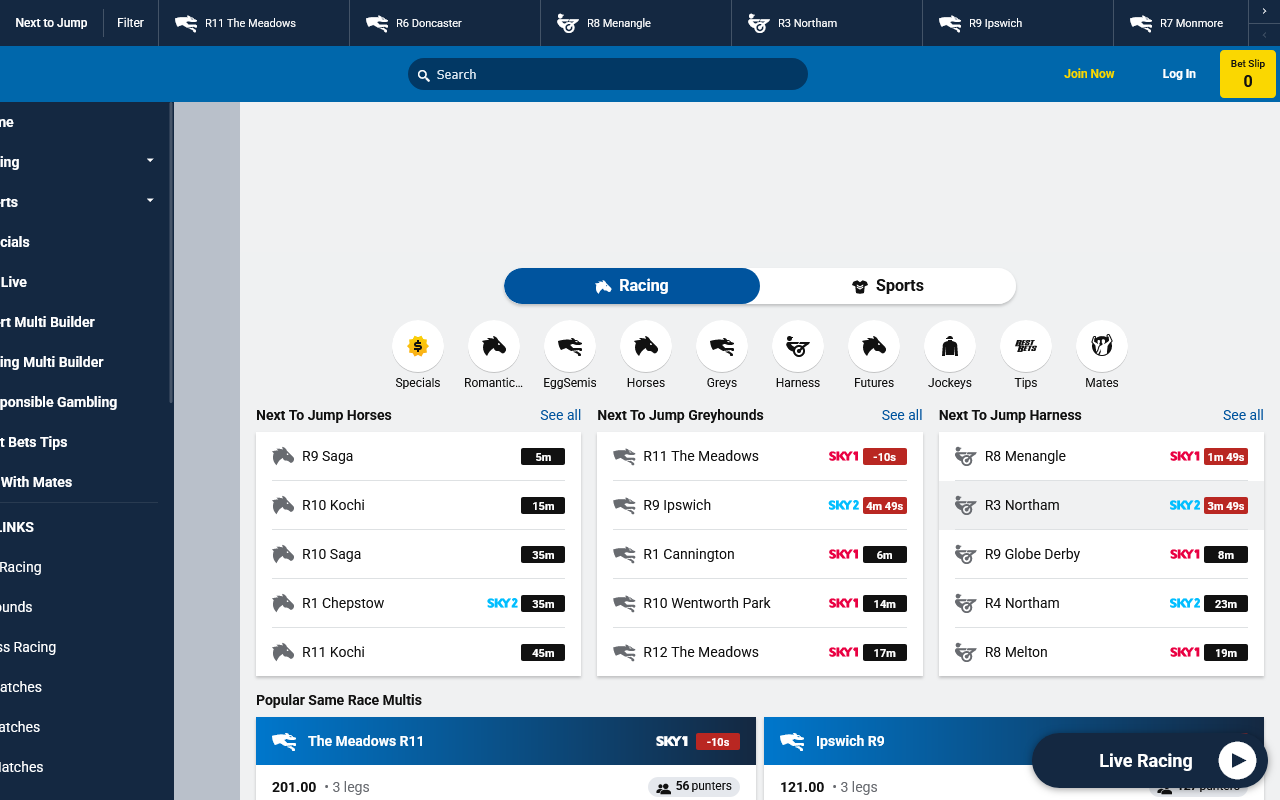 Next to Jump
Filter
R11 The Meadows
R6 Doncaster
R8 Menangle
R3 Northam
R9 Ipswich
R7 Monmore
Search
Join Now
Log In
Bet Slip
0
me
ing
rts
cials
Live
rt Multi Builder
ing Multi Builder
ponsible Gambling
t Bets Tips
With Mates
LINKS
Racing
ounds
ss Racing
atches
atches
Matches
Racing
Sports
Specials
Romantic...
EggSemis
Horses
Greys
Harness
Futures
Jockeys
BEST BETS
Tips
Mates
Next To Jump Horses
See all
R9 Saga
5m
R10 Kochi
15m
R10 Saga
35m
R1 Chepstow
SKY2 35m
R11 Kochi
45m
Next To Jump Greyhounds
See all
R11 The Meadows
SKY1 -10s
R9 Ipswich
SKY2 4m 49s
R1 Cannington
SKY1 6m
R10 Wentworth Park
SKY1 14m
R12 The Meadows
SKY1 17m
Next To Jump Harness
See all
R8 Menangle
SKY1 1m 49s
R3 Northam
SKY2 3m 49s
R9 Globe Derby
SKY1 8m
R4 Northam
SKY2 23m
R8 Melton
SKY1 19m
Popular Same Race Multis
The Meadows R11
SKY1 -10s
201.00 • 3 legs
56 punters
Ipswich R9
121.00 • 3 legs
punters
Live Racing